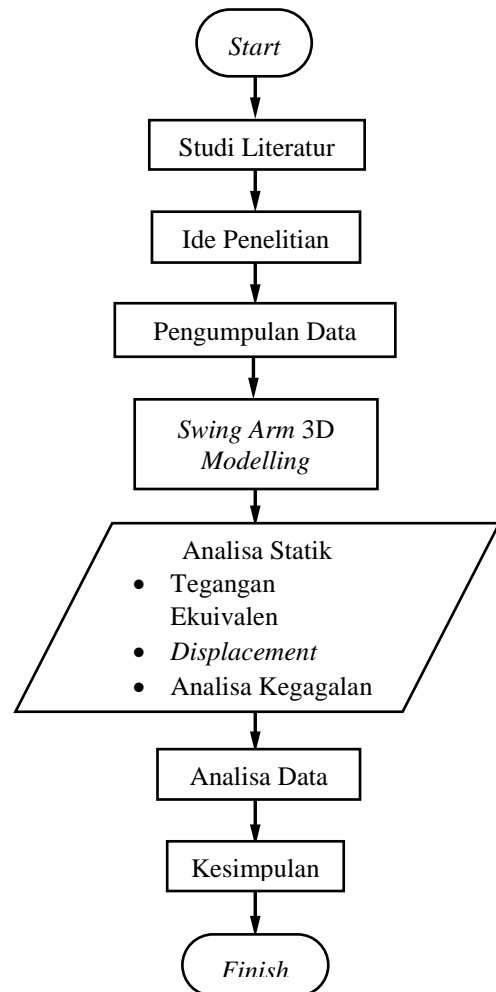 Start
Studi Literatur
Ide Penelitian
Pengumpulan Data
Swing Arm 3D
Modelling
Analisa Statik
• Tegangan
Ekuivalen
• Displacement
• Analisa Kegagalan
Analisa Data
Kesimpulan
Finish